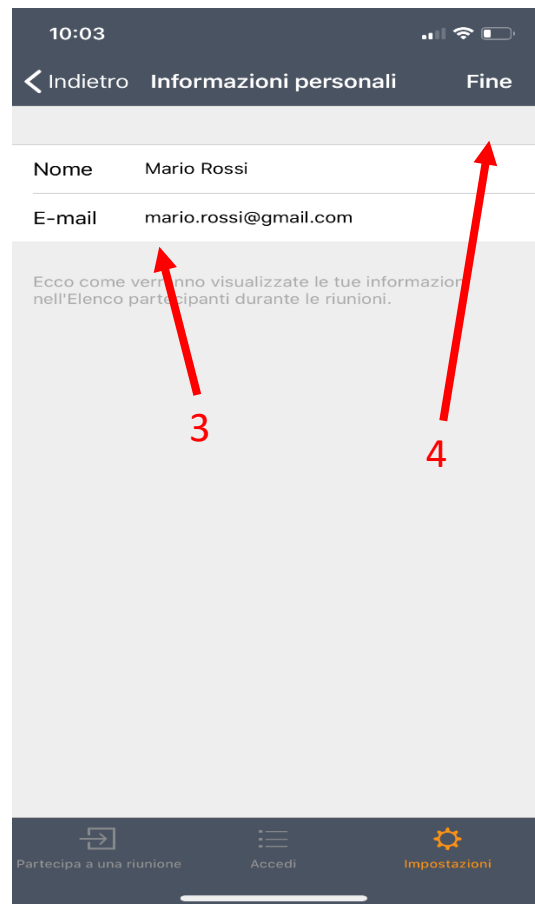 10:03
Indietro Informazioni personali Fine
Nome Mario Rossi
E-mail mario.rossi@gmail.com
Ecco come verranno visualizzate le tue informazioni
nell'Elenco partecipanti durante le riunioni.
3
4
Partecipa a una riunione Accedi Impostazioni